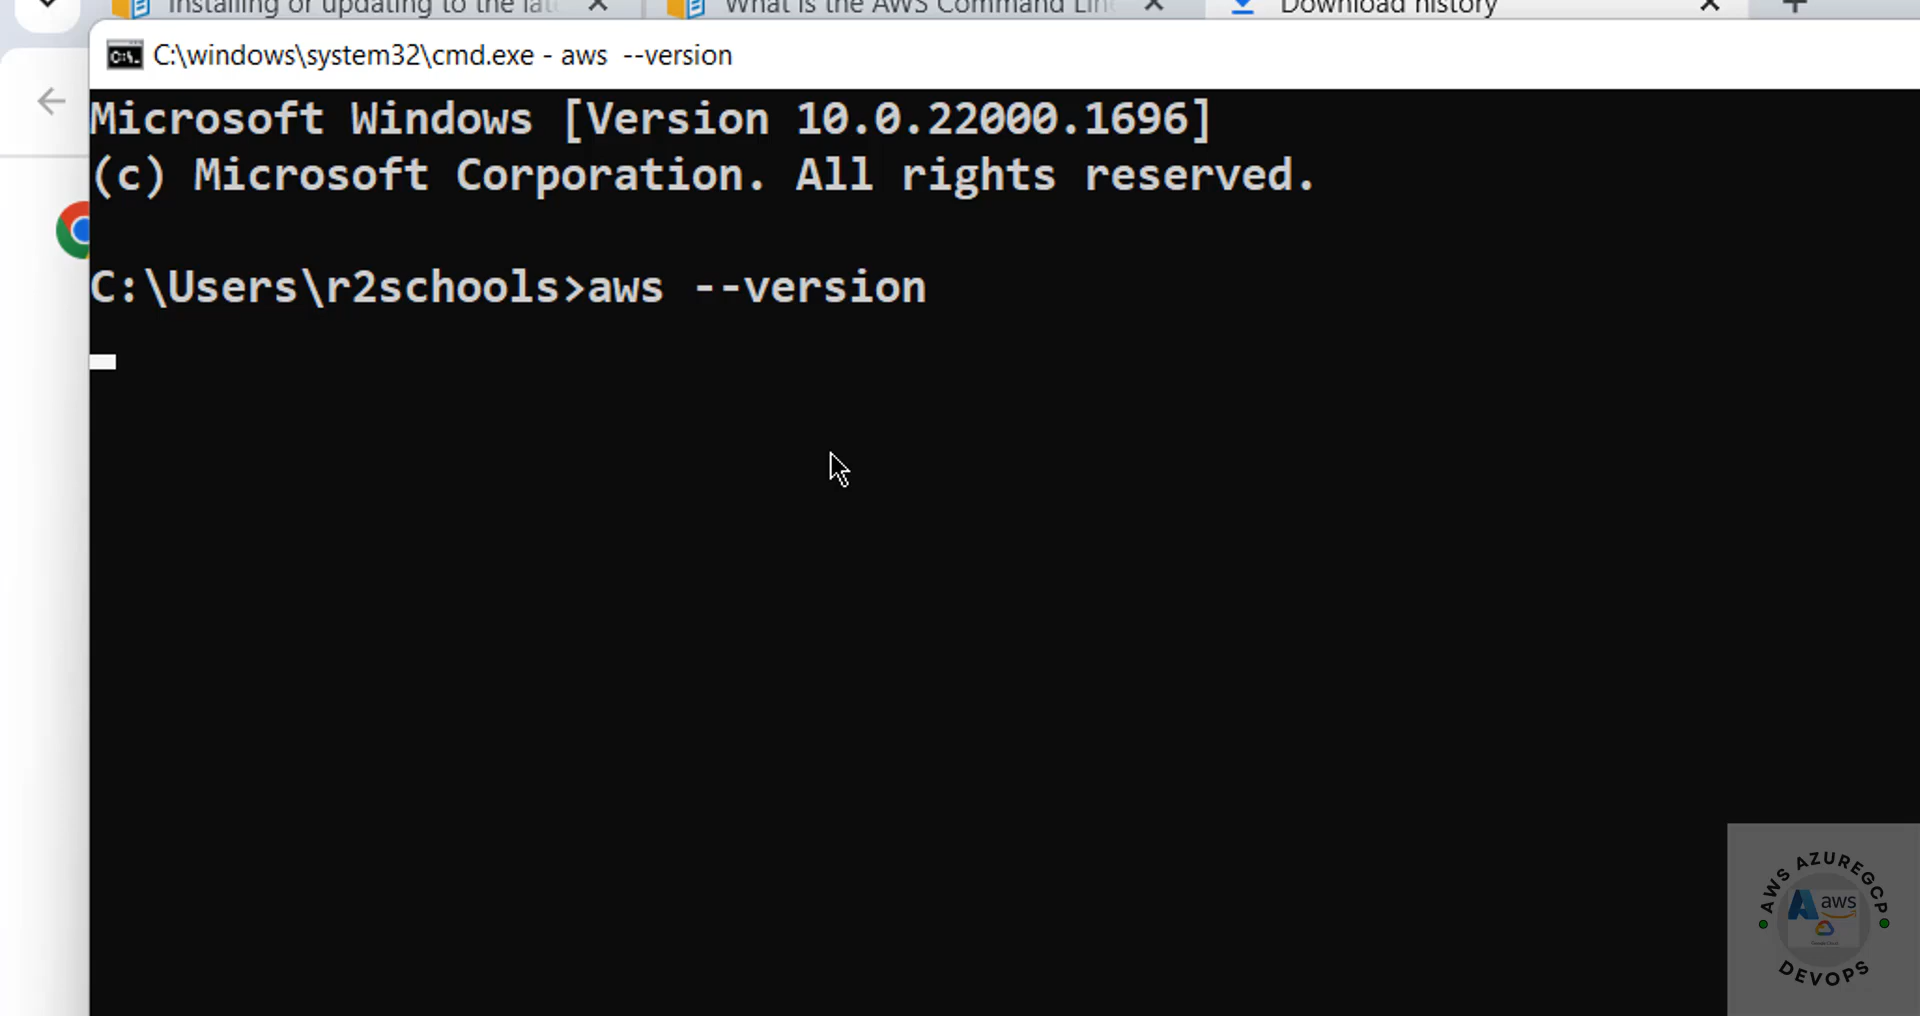 Installing or updating to the late
What is the AWS Command Line
Download history
C:\windows\system32\cmd.exe - aws  --version
Microsoft Windows [Version 10.0.22000.1696]
(c) Microsoft Corporation. All rights reserved.
C:\Users\r2schools>aws --version
AWS AZUREGCP
aws
DEVOPS